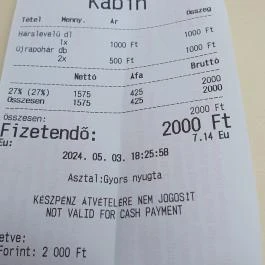 Kabin
Tétel Menny. Ár Összeg
Hárslevelű dl
1x 1000 Ft 1000 Ft
Újrapohár db
2x 500 Ft 1000 Ft
Nettó Áfa Bruttó
27% (27%) 1575 425 2000
Összesen 1575 425 2000
Összesen: 2000 Ft
Fizetendő: 2000 Ft
Eu: 7.14 Eu
2024. 05. 03. 18:25:58
Asztal:Gyors nyugta
KÉSZPÉNZ ÁTVÉTELÉRE NEM JOGOSÍT
NOT VALID FOR CASH PAYMENT
etve:
Forint: 2 000 Ft